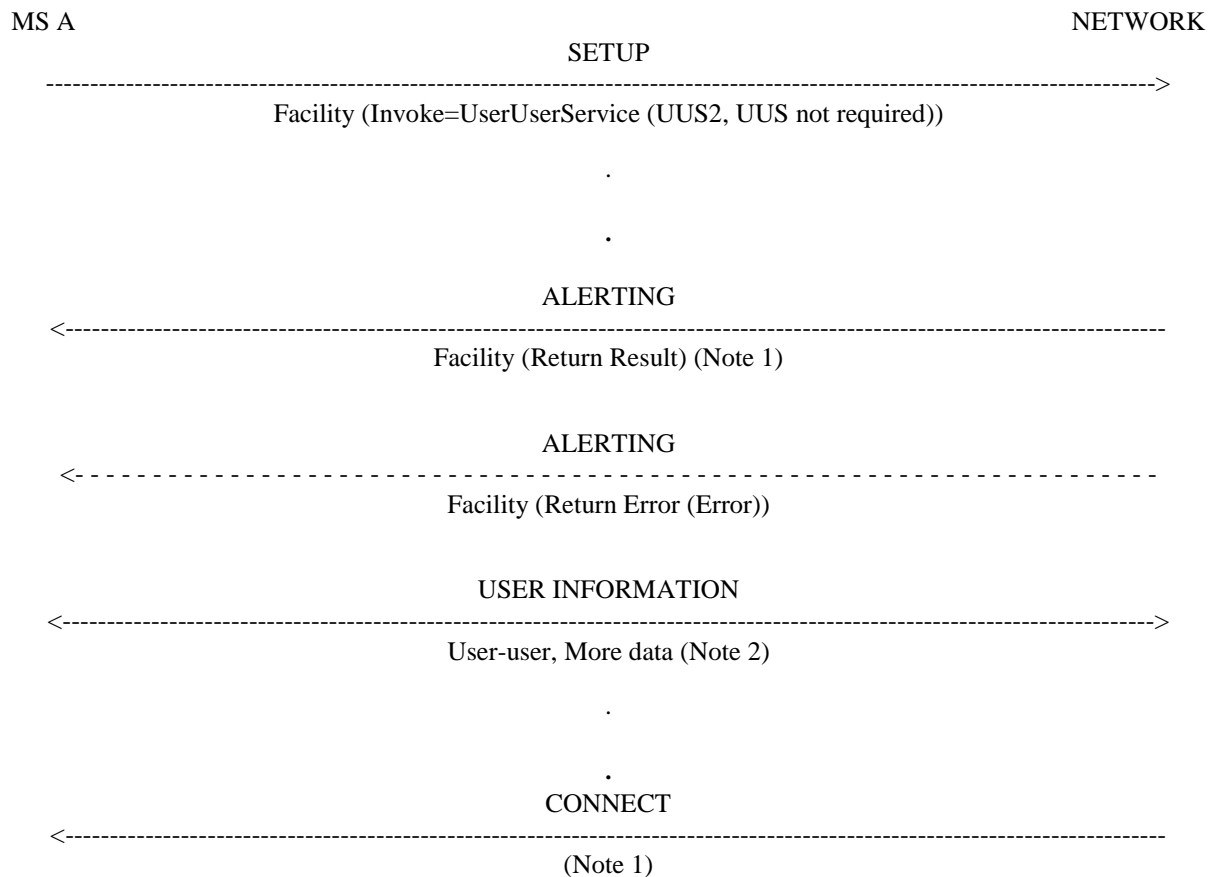 MS A NETWORK
SETUP
------------------------------------------------------------------------------------------------------------------------------>
Facility (Invoke=UserUserService (UUS2, UUS not required))
.
.
ALERTING
<-----------------------------------------------------------------------------------------------------------------------------
Facility (Return Result) (Note 1)
ALERTING
<- - - - - - - - - - - - - - - - - - - - - - - - - - - - - - - - - - - - - - - - - - - - - - - - - - - - - - - -
Facility (Return Error (Error))
USER INFORMATION
<---------------------------------------------------------------------------------------------------------------------------->
User-user, More data (Note 2)
.
.
CONNECT
<-----------------------------------------------------------------------------------------------------------------------------
(Note 1)